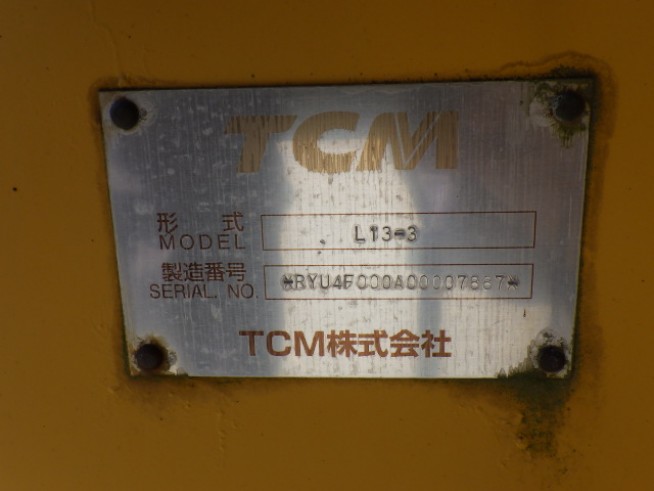 TCM
形 式
MODEL
L13-3
製造番号
SERIAL. NO.
*RYU4F000A00007867*
TCM株式会社